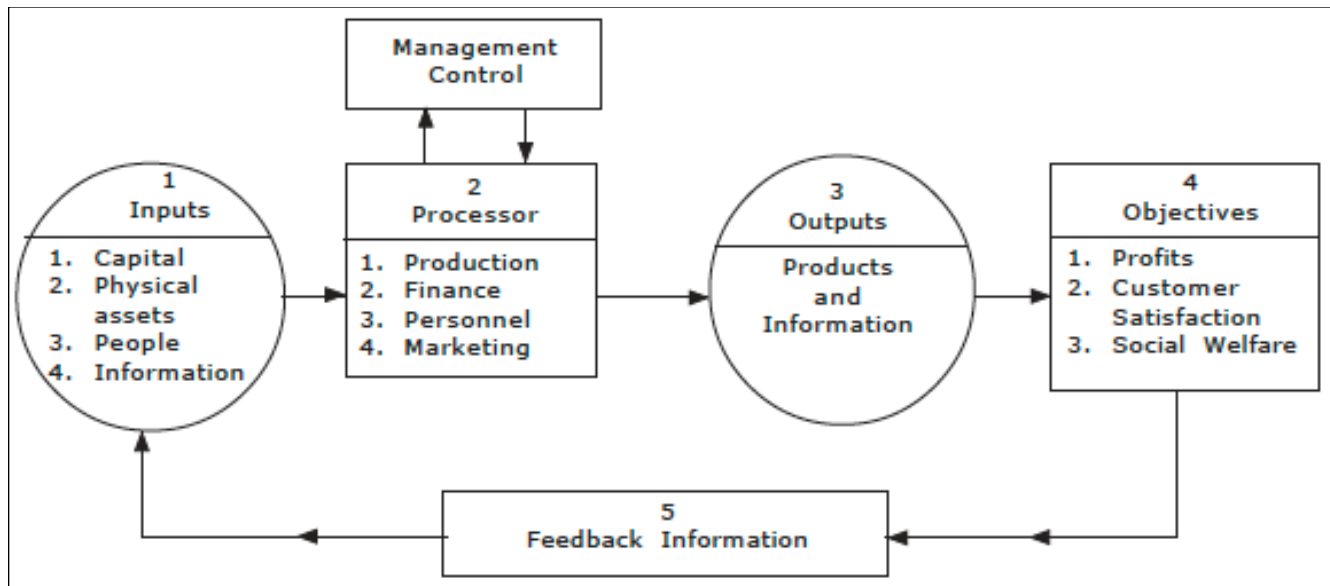 Management
Control
1
Inputs
1. Capital
2. Physical
assets
3. People
4. Information
2
Processor
1. Production
2. Finance
3. Personnel
4. Marketing
3
Outputs
Products
and
Information
4
Objectives
1. Profits
2. Customer
Satisfaction
3. Social Welfare
5
Feedback Information